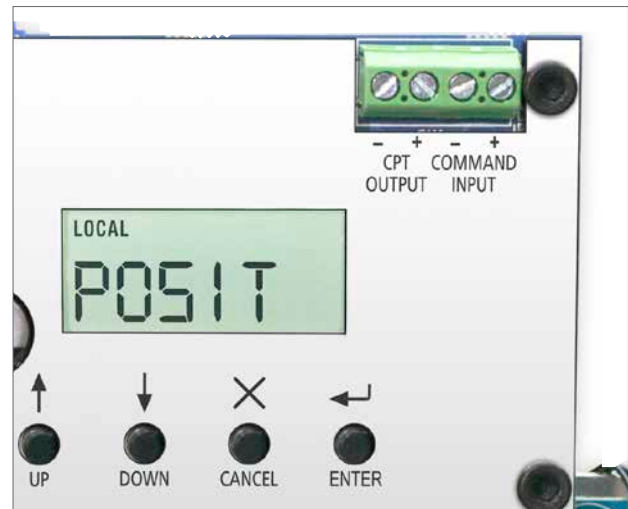 - + - +
CPT COMMAND
OUTPUT INPUT
LOCAL
POSIT
UP DOWN CANCEL ENTER